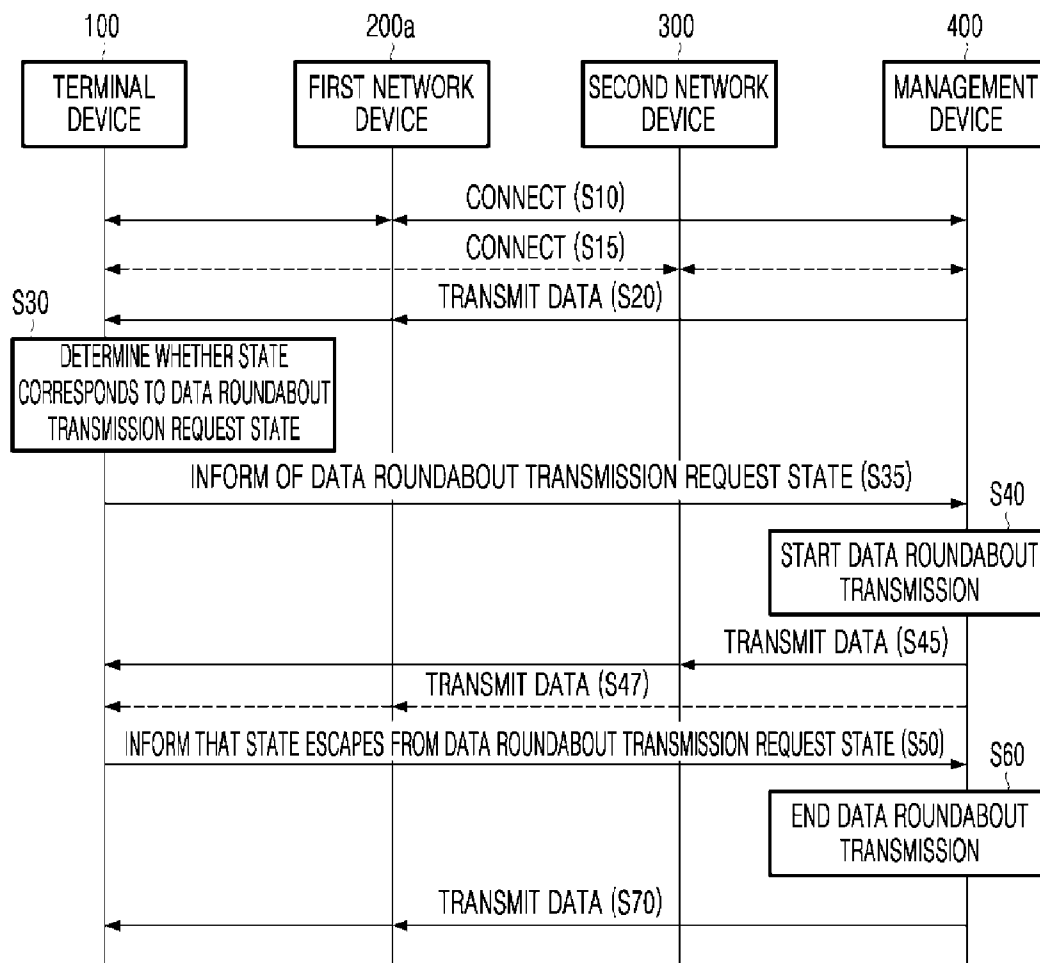 100
200a
300
400
TERMINAL
DEVICE
FIRST NETWORK
DEVICE
SECOND NETWORK
DEVICE
MANAGEMENT
DEVICE
CONNECT (S10)
CONNECT (S15)
TRANSMIT DATA (S20)
S30
DETERMINE WHETHER STATE
CORRESPONDS TO DATA ROUNDABOUT
TRANSMISSION REQUEST STATE
INFORM OF DATA ROUNDABOUT TRANSMISSION REQUEST STATE (S35)
S40
START DATA ROUNDABOUT
TRANSMISSION
TRANSMIT DATA (S45)
TRANSMIT DATA (S47)
INFORM THAT STATE ESCAPES FROM DATA ROUNDABOUT TRANSMISSION REQUEST STATE (S50)
S60
END DATA ROUNDABOUT
TRANSMISSION
TRANSMIT DATA (S70)